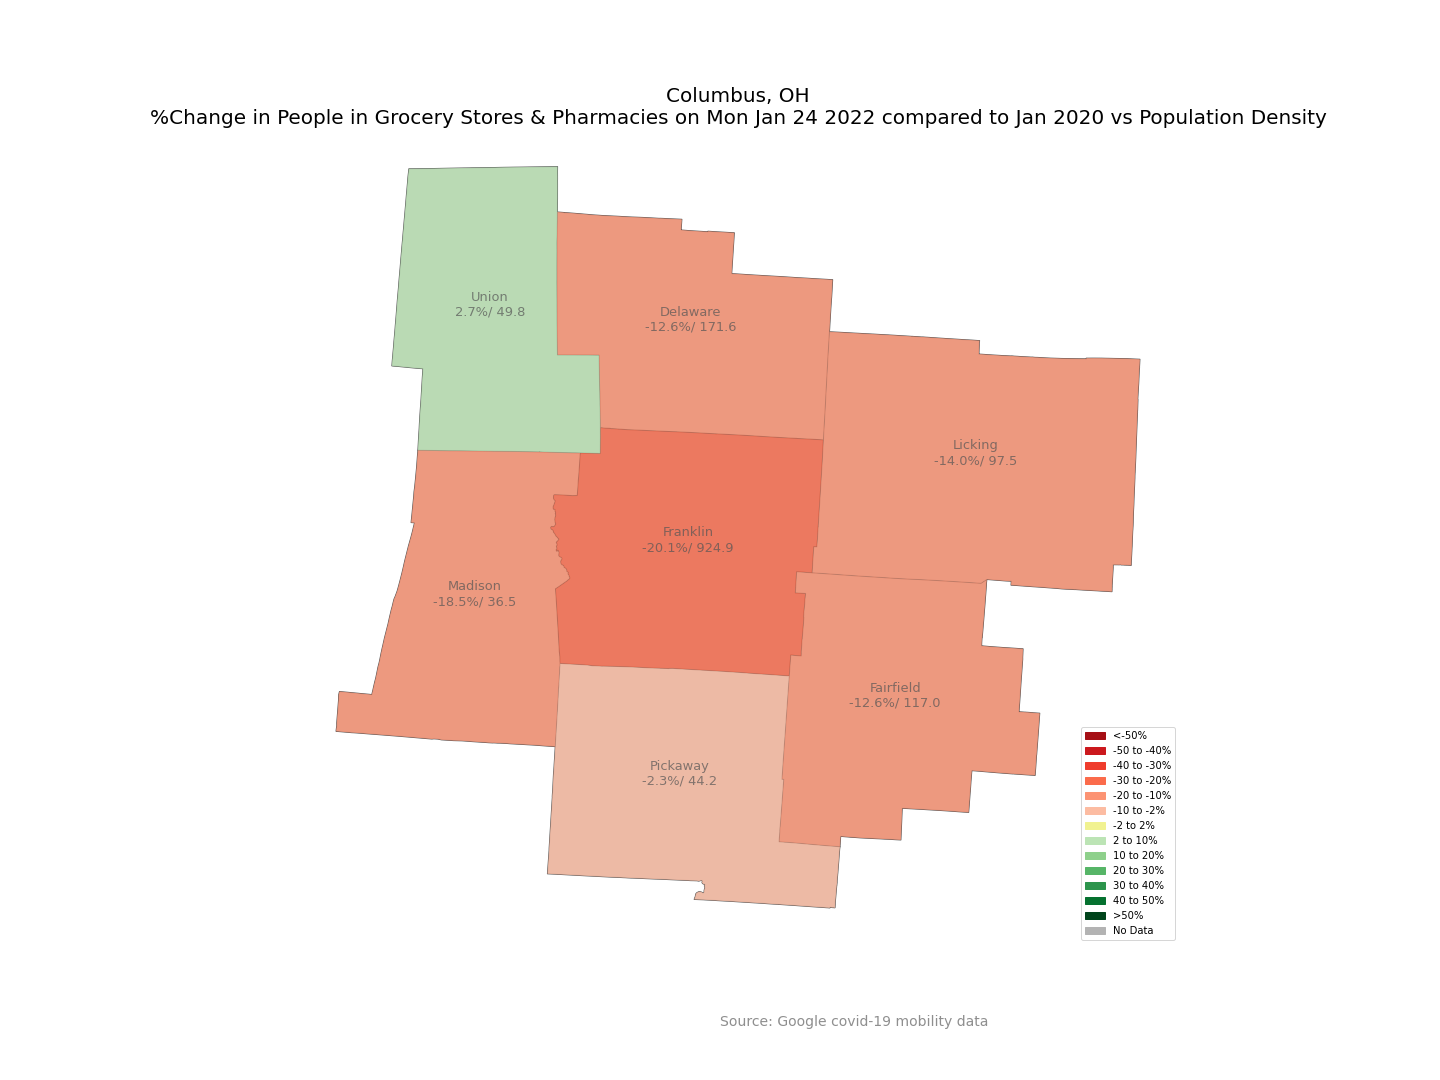 Columbus, OH
%Change in People in Grocery Stores & Pharmacies on Mon Jan 24 2022 compared to Jan 2020 vs Population Density
Union
2.7%/ 49.8
Delaware
-12.6%/ 171.6
Licking
-14.0%/ 97.5
Franklin
-20.1%/ 924.9
Madison
-18.5%/ 36.5
Fairfield
-12.6%/ 117.0
Pickaway
-2.3%/ 44.2
<-50%
-50 to -40%
-40 to -30%
-30 to -20%
-20 to -10%
-10 to -2%
-2 to 2%
2 to 10%
10 to 20%
20 to 30%
30 to 40%
40 to 50%
>50%
No Data
Source: Google covid-19 mobility data